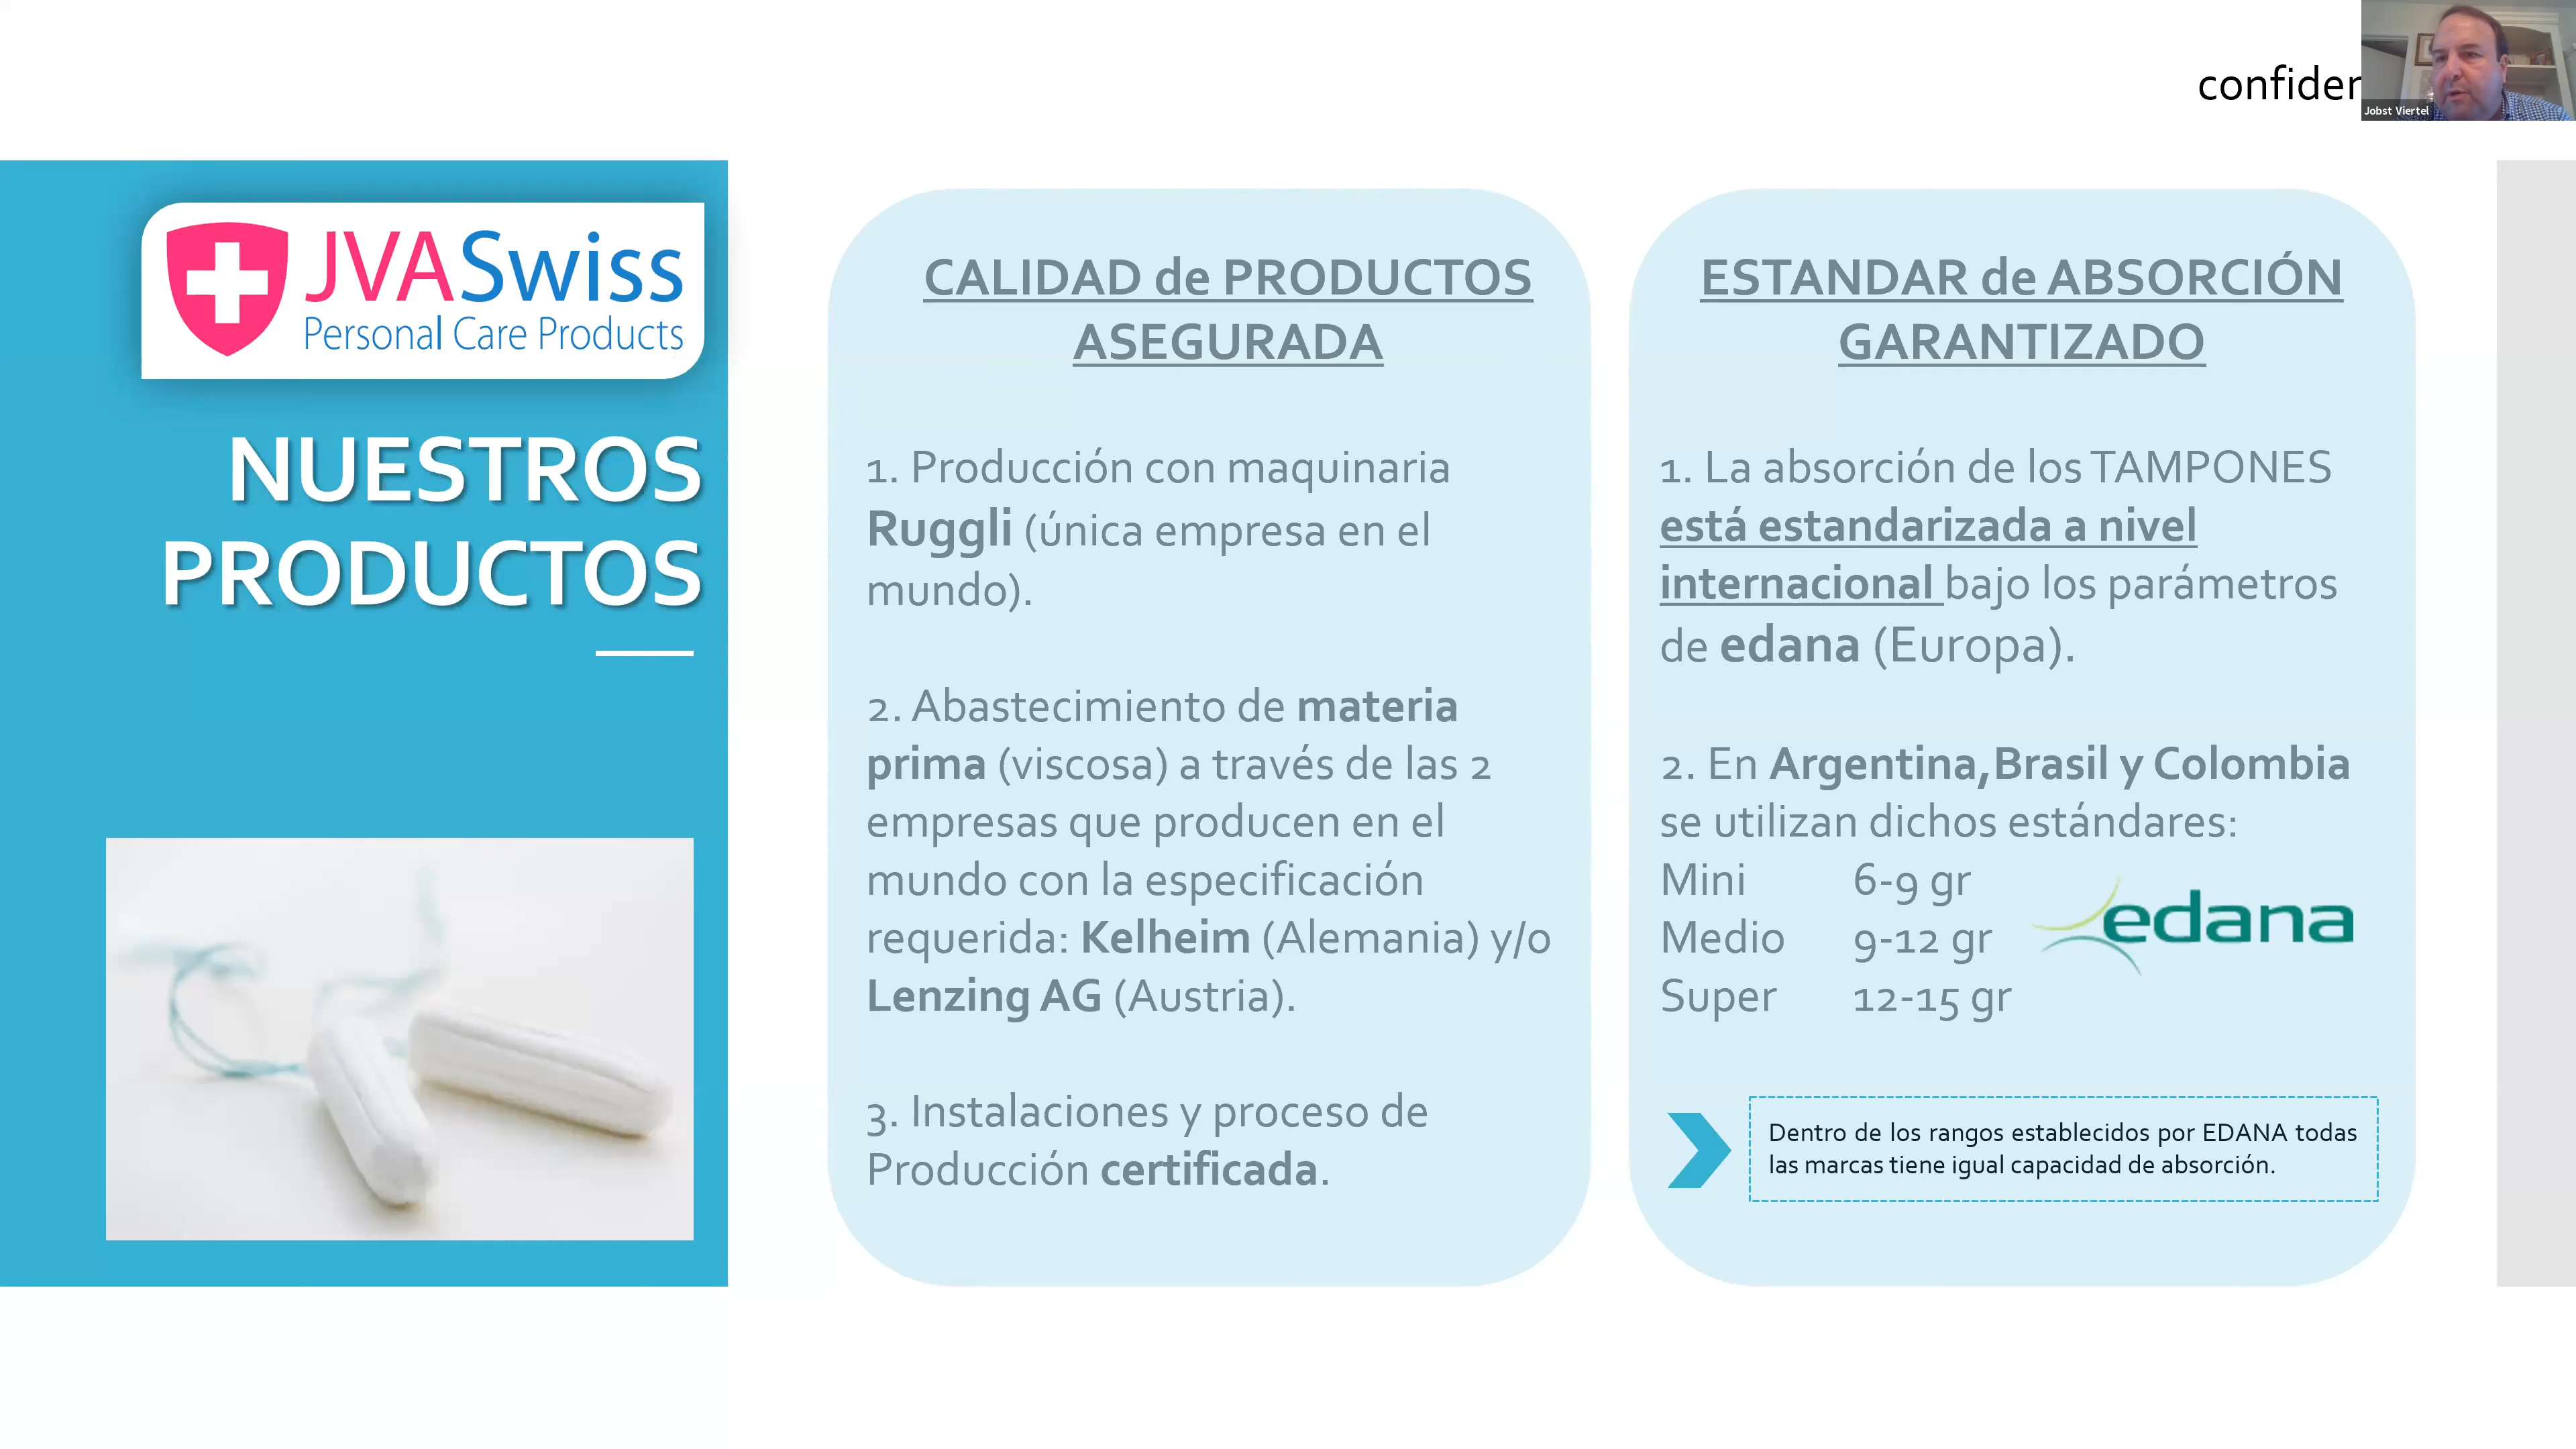 confiden
Jobst Viertel
JVASwiss
Personal Care Products
NUESTROS
PRODUCTOS
CALIDAD de PRODUCTOS
ASEGURADA
1. Producción con maquinaria
Ruggli (única empresa en el
mundo).
2. Abastecimiento de materia
prima (viscosa) a través de las 2
empresas que producen en el
mundo con la especificación
requerida: Kelheim (Alemania) y/o
Lenzing AG (Austria).
3. Instalaciones y proceso de
Producción certificada.
ESTANDAR de ABSORCIÓN
GARANTIZADO
1. La absorción de los TAMPONES
está estandarizada a nivel
internacional bajo los parámetros
de edana (Europa).
2. En Argentina, Brasil y Colombia
se utilizan dichos estándares:
Mini 6-9 gr
Medio 9-12 gr
Super 12-15 gr
edana
Dentro de los rangos establecidos por EDANA todas
las marcas tiene igual capacidad de absorción.